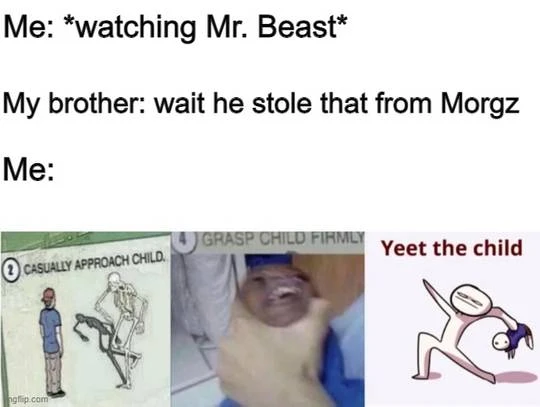 Me: *watching Mr. Beast*
My brother: wait he stole that from Morgz
Me:
2 CASUALLY APPROACH CHILD.
4 GRASP CHILD FIRMLY
Yeet the child
imgflip.com